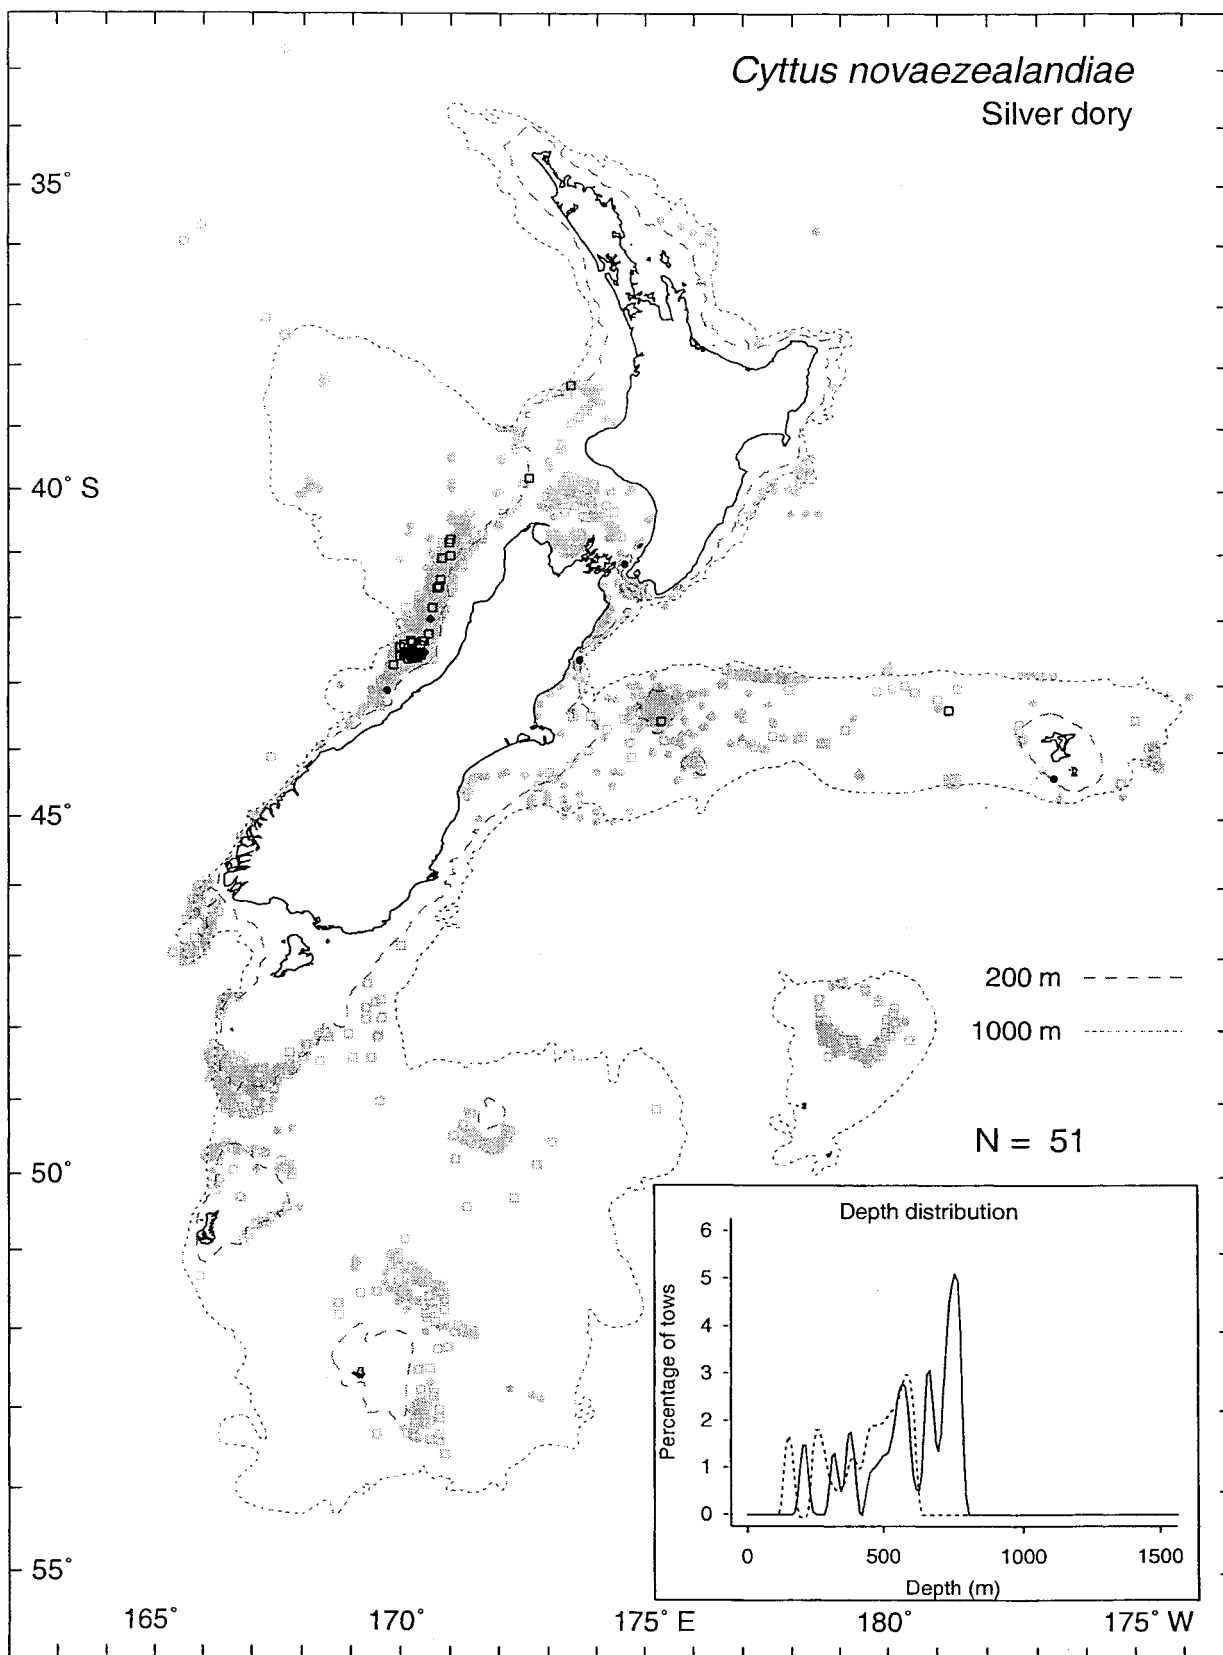 Cyttus novaezealandiae
Silver dory
35°
40° S
45°
50°
55°
200 m
1000 m
N = 51
Depth distribution
Percentage of tows
6
5
4
3
2
1
0
0 500 1000 1500
Depth (m)
165° 170° 175° E 180° 175° W